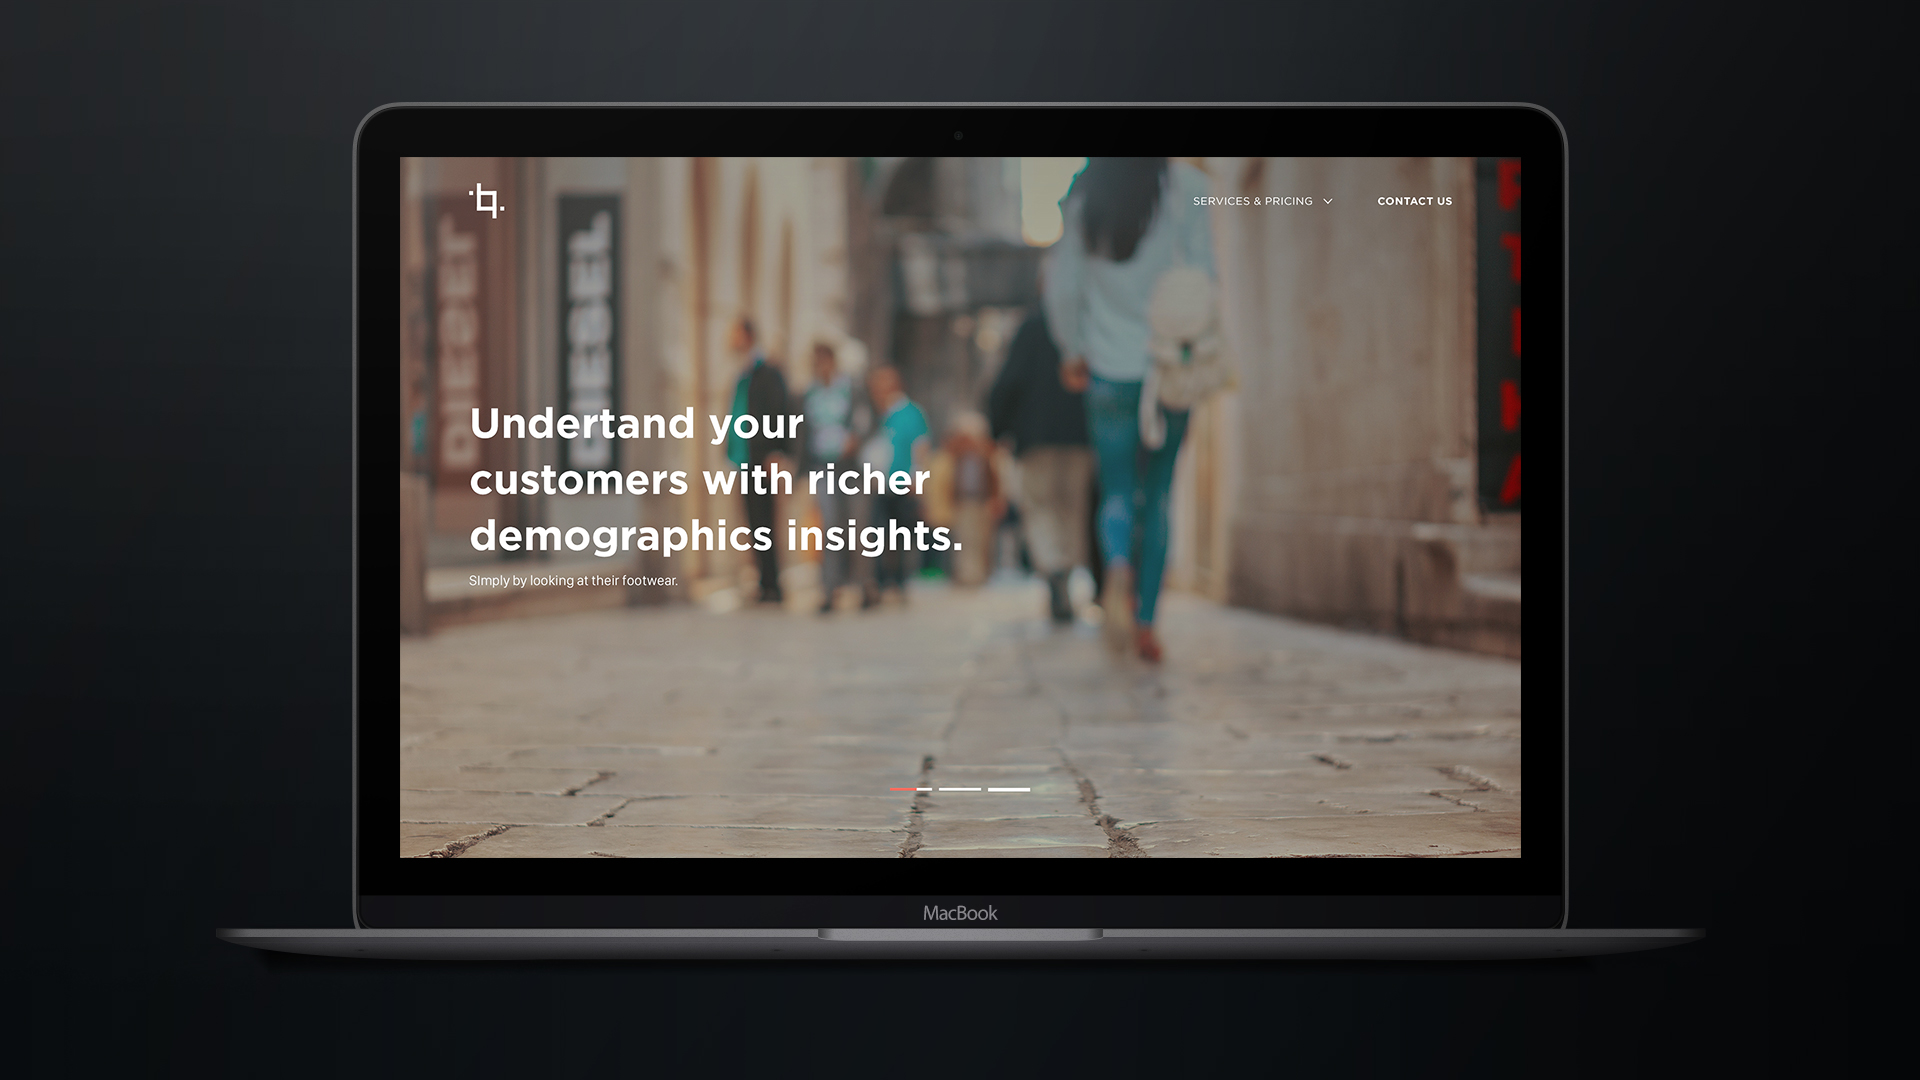 SERVICES & PRICING
CONTACT US
DIESEL
DIESEL
Undertand your
customers with richer
demographics insights.
SImply by looking at their footwear.
MacBook